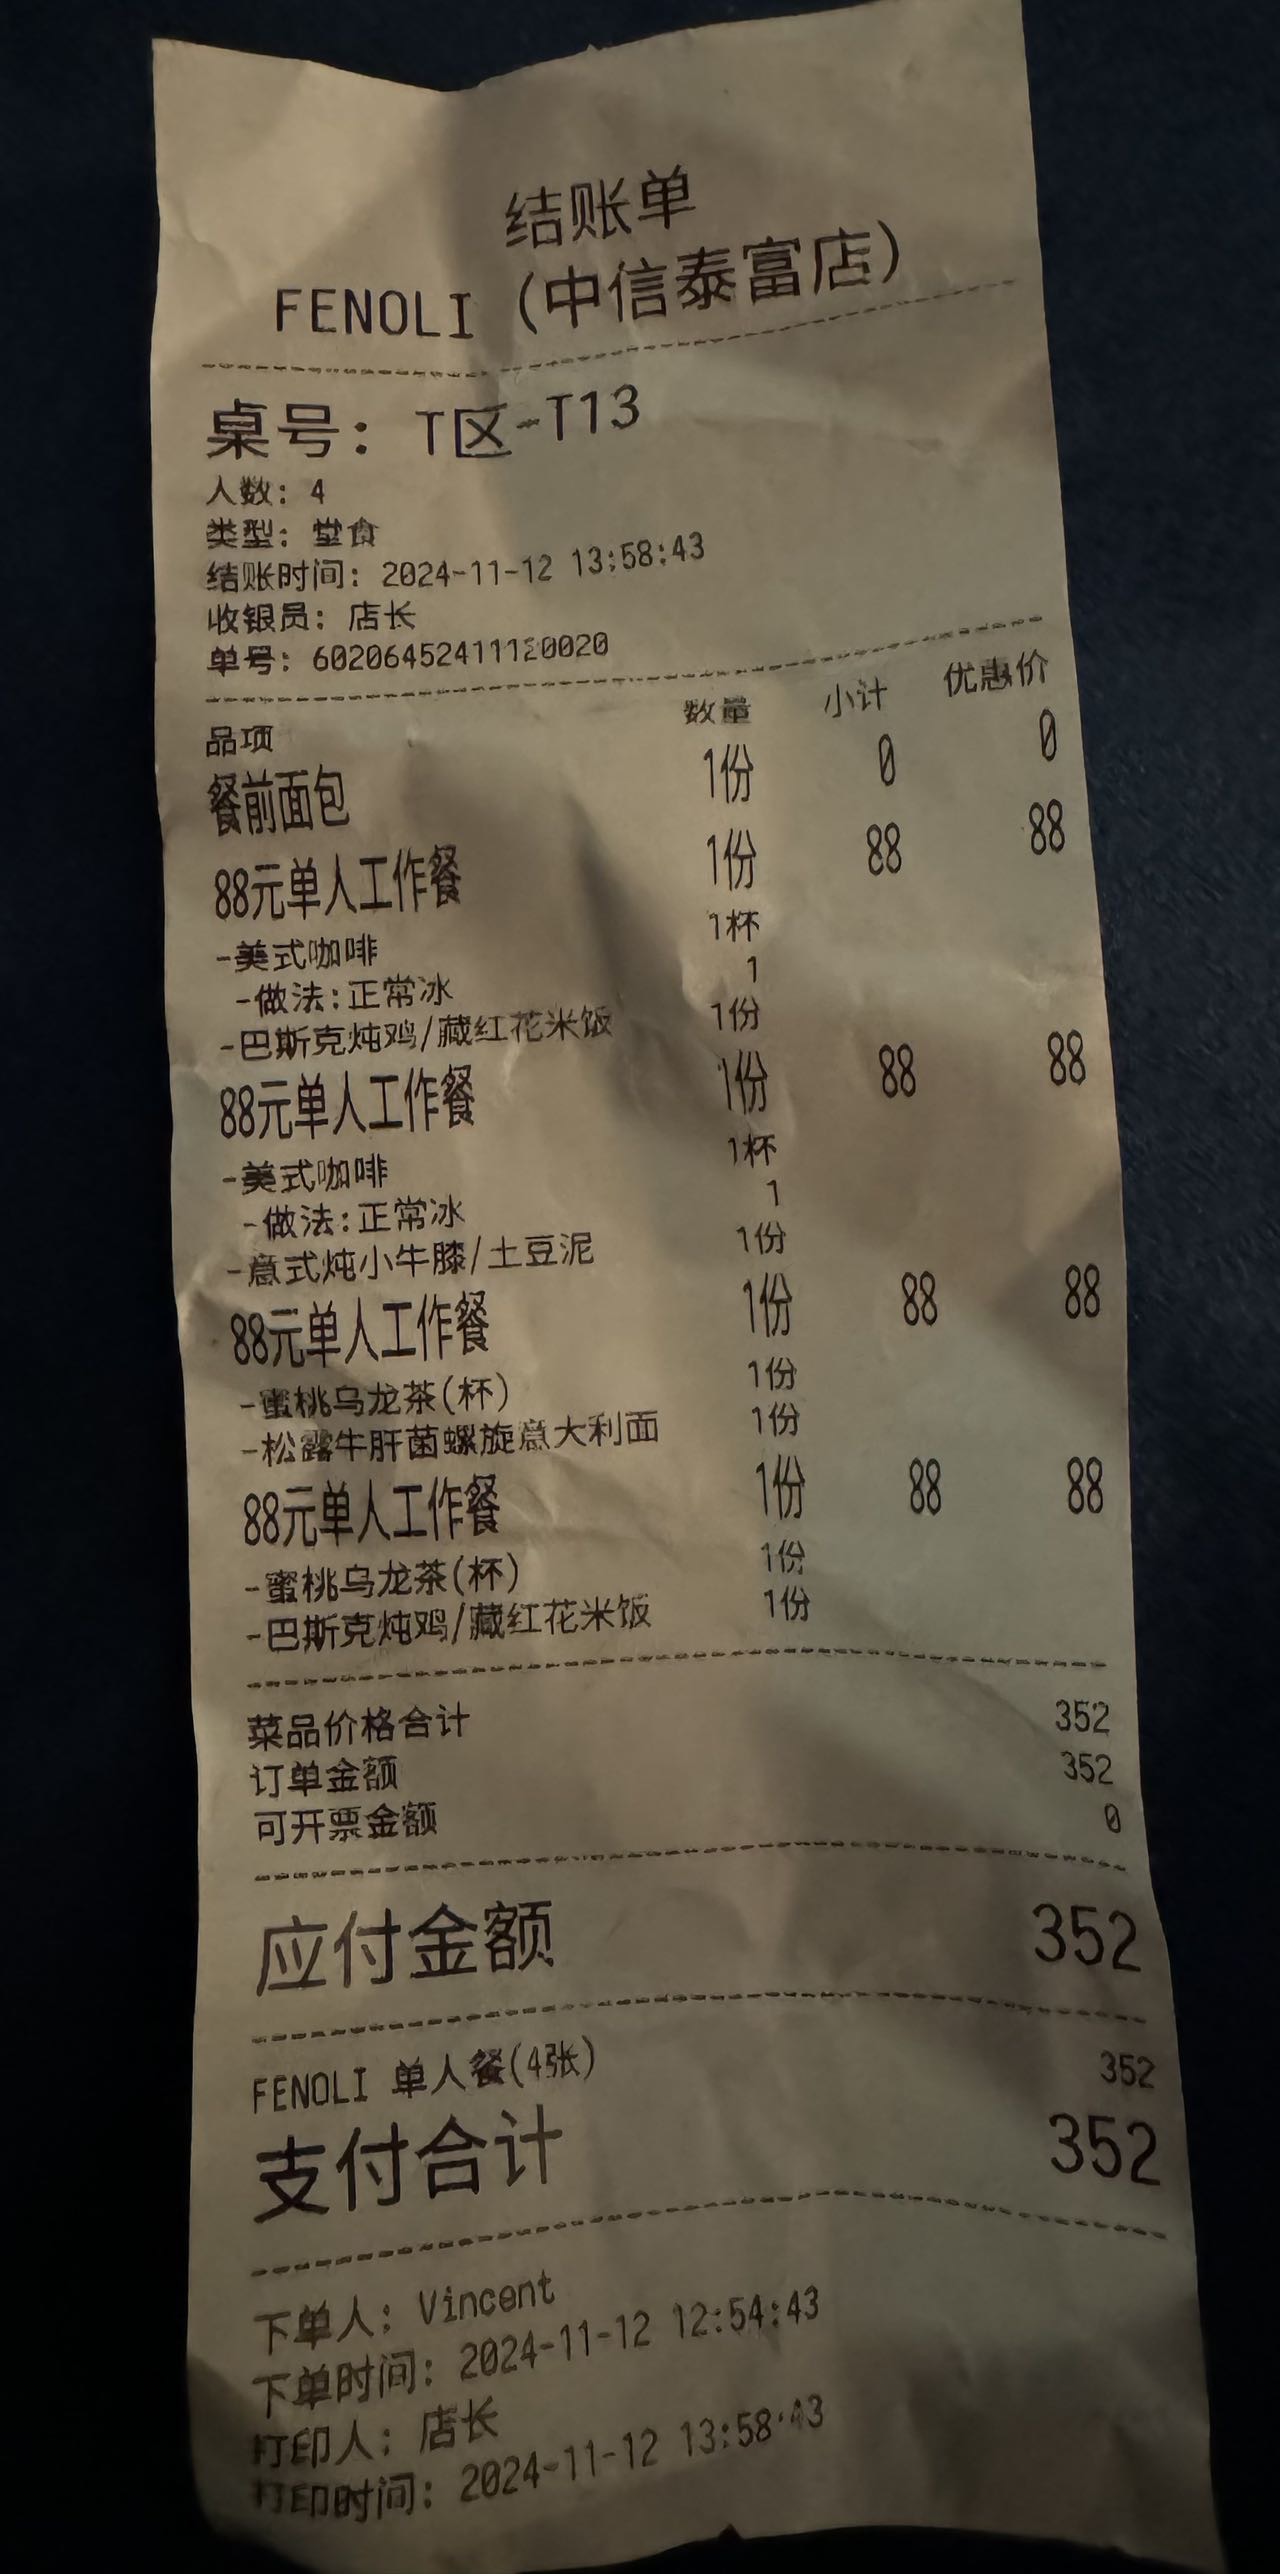 结账单
FENOLI (中信泰富店)
桌号: T区-T13
人数: 4
类型: 堂食
结账时间: 2024-11-12 13:58:43
收银员: 店长
单号: 60206452411120020
品项 数量 小计 优惠价
餐前面包 1份 0 0
88元单人工作餐 1份 88 88
-美式咖啡 1杯
-做法:正常冰 1
-巴斯克炖鸡/藏红花米饭 1份
88元单人工作餐 1份 88 88
-美式咖啡 1杯
-做法:正常冰 1
-意式炖小牛膝/土豆泥 1份
88元单人工作餐 1份 88 88
-蜜桃乌龙茶(杯) 1份
-松露牛肝菌螺旋意大利面 1份
88元单人工作餐 1份 88 88
-蜜桃乌龙茶(杯) 1份
-巴斯克炖鸡/藏红花米饭 1份
菜品价格合计 352
订单金额 352
可开票金额 0
应付金额 352
FENOLI 单人餐(4张) 352
支付合计 352
下单人: Vincent
下单时间: 2024-11-12 12:54:43
打印人: 店长
打印时间: 2024-11-12 13:58:43